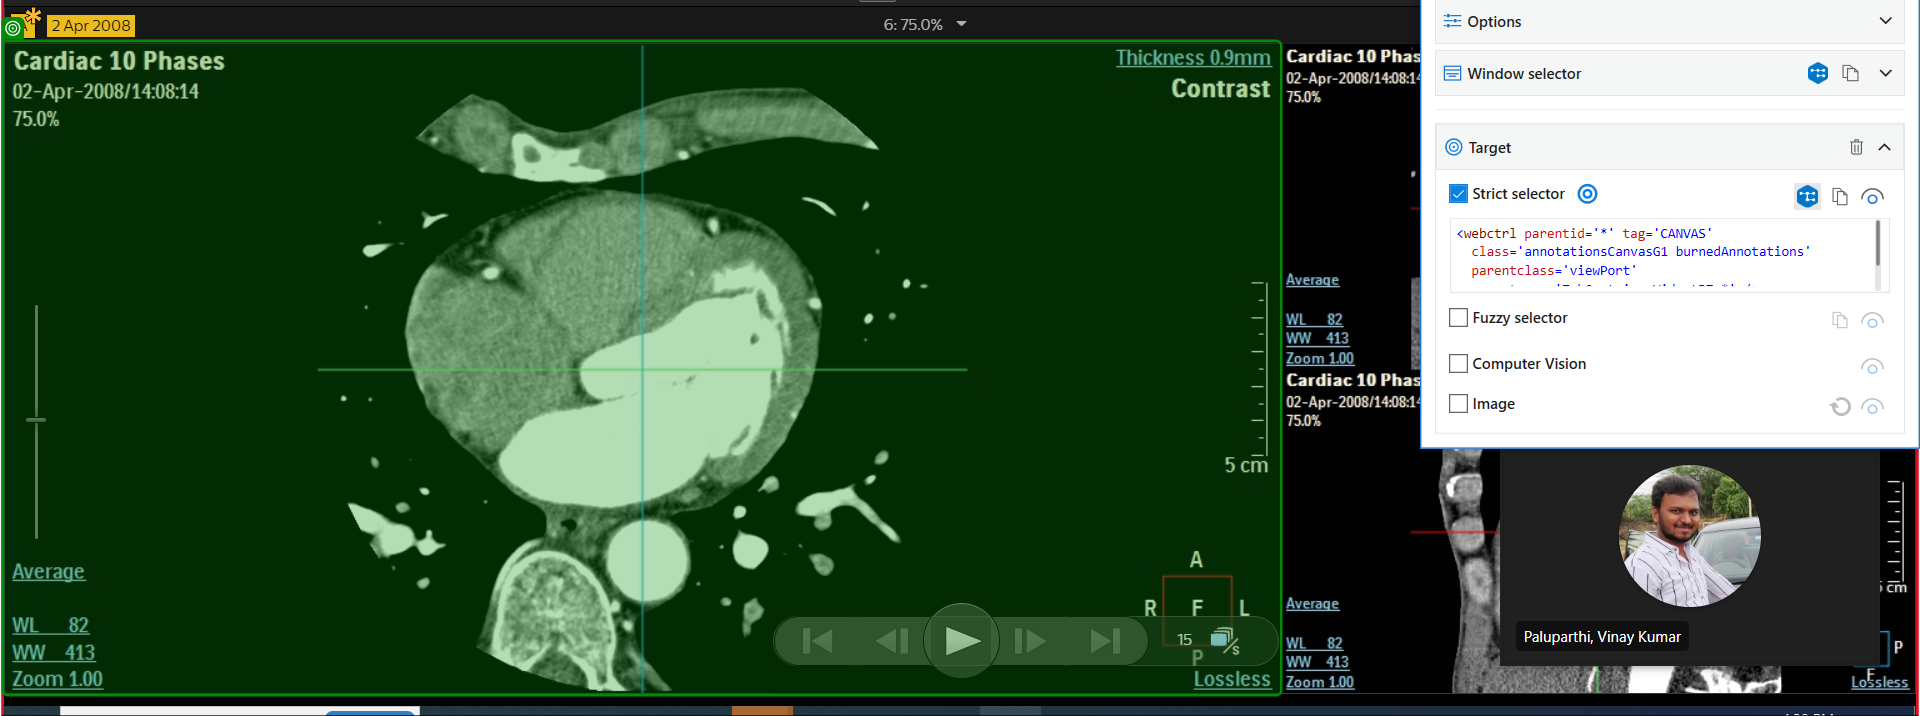 2 Apr 2008
6: 75.0%
Cardiac 10 Phases
02-Apr-2008/14:08:14
75.0%
Thickness 0.9mm
Contrast
5 cm
Average
WL 82
WW 413
Zoom 1.00
A
R F L
P
15
/s
Lossless
Cardiac 10 Phas
02-Apr-2008/14:08:14
75.0%
Average
WL 82
WW 413
Zoom 1.00
Cardiac 10 Phas
02-Apr-2008/14:08:14
75.0%
Average
WL 82
WW 413
Zoom 1.00
cm
P
F
Lossless
Options
Window selector
Target
Strict selector
<webctrl parentid='*' tag='CANVAS'
class='annotationsCanvasG1 burnedAnnotations'
parentclass='viewPort'
Fuzzy selector
Computer Vision
Image
Paluparthi, Vinay Kumar